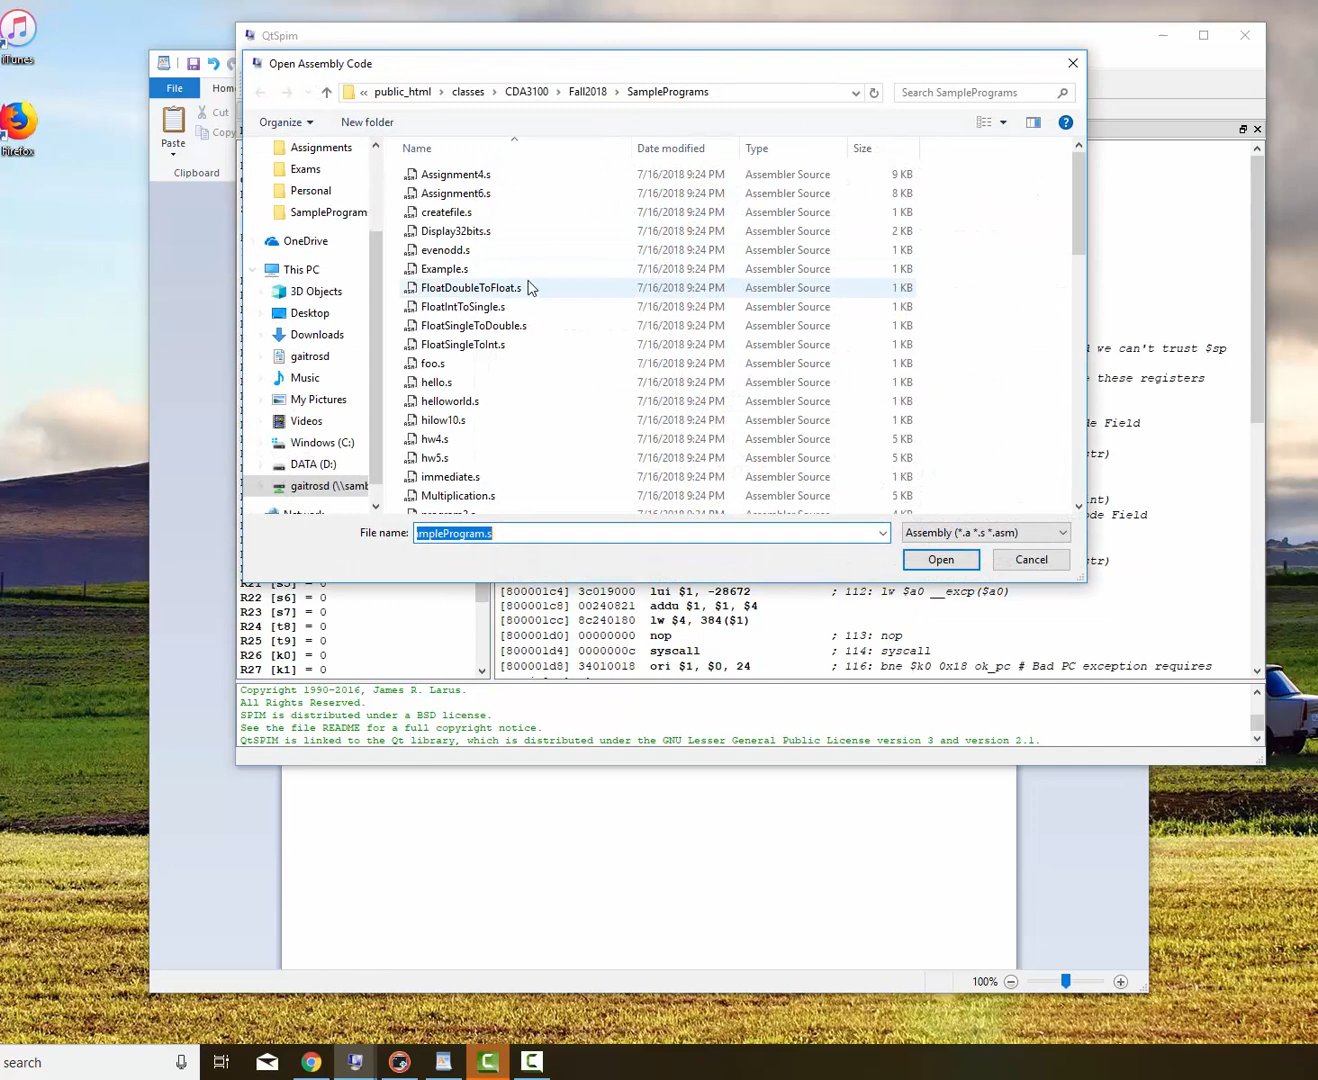 iTunes
Firefox
QtSpim
Open Assembly Code
« public_html › classes › CDA3100 › Fall2018 › SamplePrograms
Search SamplePrograms
Organize
New folder
Assignments
Exams
Personal
SampleProgram
OneDrive
This PC
3D Objects
Desktop
Downloads
gaitrosd
Music
My Pictures
Videos
Windows (C:)
DATA (D:)
gaitrosd (\\samb
Name Date modified Type Size
Assignment4.s 7/16/2018 9:24 PM Assembler Source 9 KB
Assignment6.s 7/16/2018 9:24 PM Assembler Source 8 KB
createfile.s 7/16/2018 9:24 PM Assembler Source 1 KB
Display32bits.s 7/16/2018 9:24 PM Assembler Source 2 KB
evenodd.s 7/16/2018 9:24 PM Assembler Source 1 KB
Example.s 7/16/2018 9:24 PM Assembler Source 1 KB
FloatDoubleToFloat.s 7/16/2018 9:24 PM Assembler Source 1 KB
FloatIntToSingle.s 7/16/2018 9:24 PM Assembler Source 1 KB
FloatSingleToDouble.s 7/16/2018 9:24 PM Assembler Source 1 KB
FloatSingleToInt.s 7/16/2018 9:24 PM Assembler Source 1 KB
foo.s 7/16/2018 9:24 PM Assembler Source 1 KB
hello.s 7/16/2018 9:24 PM Assembler Source 1 KB
helloworld.s 7/16/2018 9:24 PM Assembler Source 1 KB
hilow10.s 7/16/2018 9:24 PM Assembler Source 1 KB
hw4.s 7/16/2018 9:24 PM Assembler Source 5 KB
hw5.s 7/16/2018 9:24 PM Assembler Source 5 KB
immediate.s 7/16/2018 9:24 PM Assembler Source 1 KB
Multiplication.s 7/16/2018 9:24 PM Assembler Source 5 KB
File name: mpleProgram.s
Assembly (*.a *.s *.asm)
Open
Cancel
File
Hom
Paste
Cut
Copy
Clipboard
we can't trust $sp
these registers
de Field
str)
nt)
ode Field
str)
R21 [s5] = 0
R22 [s6] = 0
R23 [s7] = 0
R24 [t8] = 0
R25 [t9] = 0
R26 [k0] = 0
R27 [k1] = 0
[800001c4] 3c019000 lui $1, -28672 ; 112: lw $a0 __excp($a0)
[800001c8] 00240821 addu $1, $1, $4
[800001cc] 8c240180 lw $4, 384($1)
[800001d0] 00000000 nop ; 113: nop
[800001d4] 0000000c syscall ; 114: syscall
[800001d8] 34010018 ori $1, $0, 24 ; 116: bne $k0 0x18 ok_pc # Bad PC exception requires
Copyright 1990-2016, James R. Larus.
All Rights Reserved.
SPIM is distributed under a BSD license.
See the file README for a full copyright notice.
QtSPIM is linked to the Qt library, which is distributed under the GNU Lesser General Public License version 3 and version 2.1.
100%
search